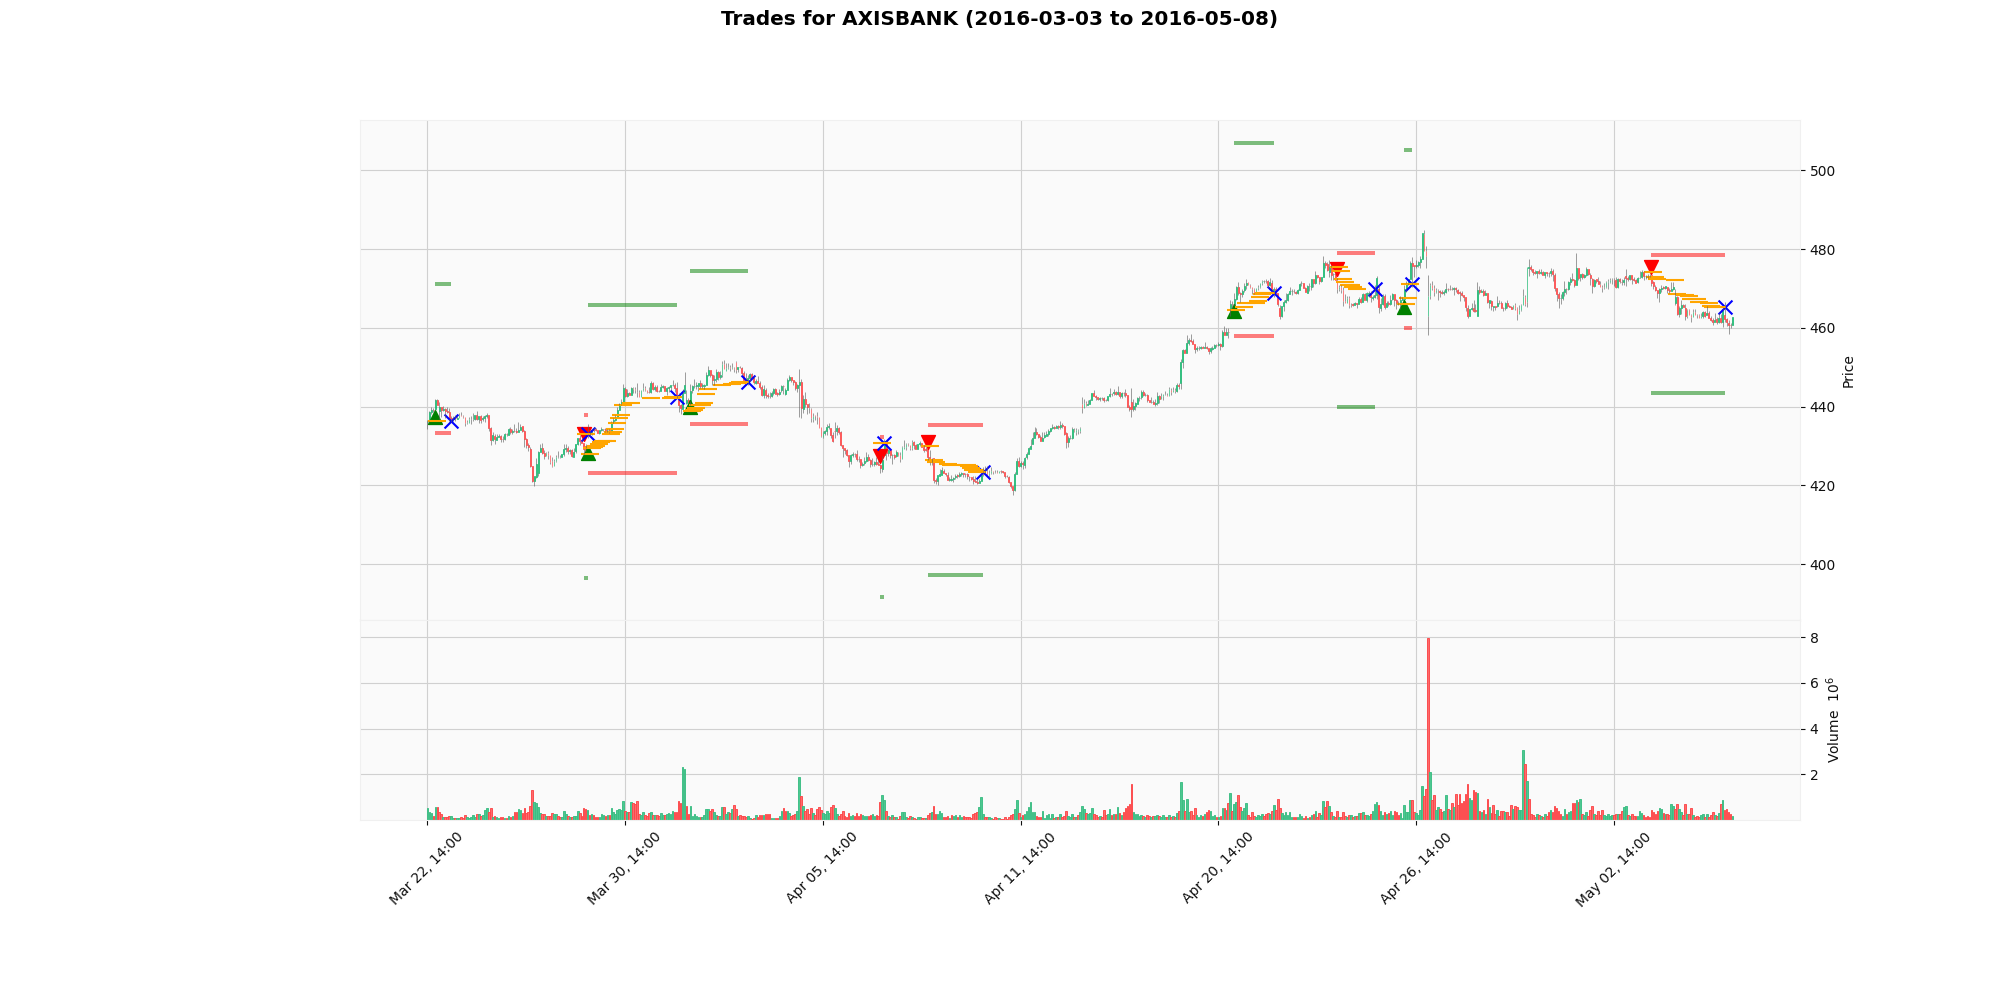 Trades for AXISBANK (2016-03-03 to 2016-05-08)
500
480
460
440
420
400
Price
8
6
4
2
Volume 10^6
Mar 22, 14:00
Mar 30, 14:00
Apr 05, 14:00
Apr 11, 14:00
Apr 20, 14:00
Apr 26, 14:00
May 02, 14:00